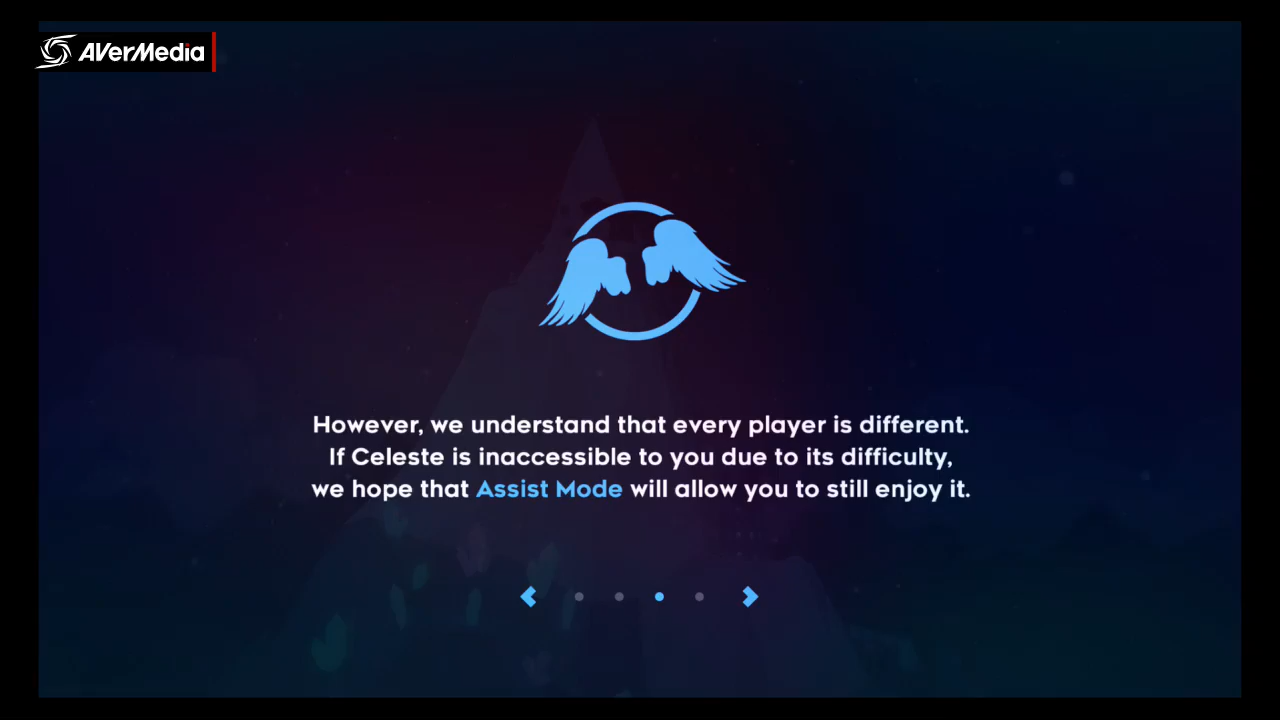 AVerMedia
However, we understand that every player is different.
If Celeste is inaccessible to you due to its difficulty,
we hope that Assist Mode will allow you to still enjoy it.